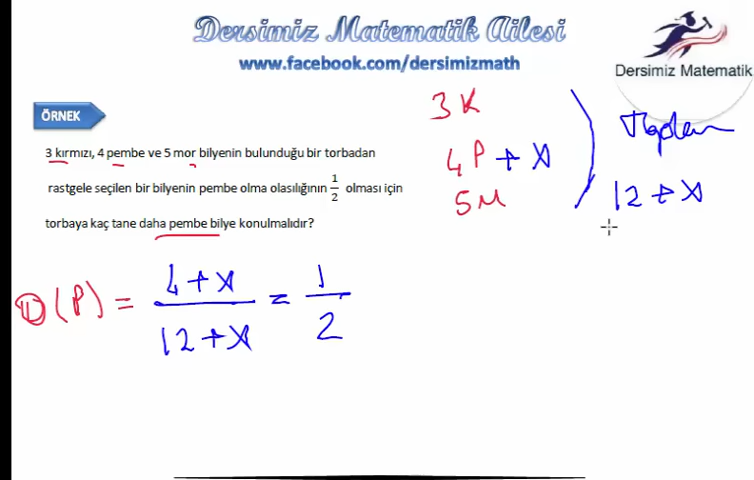 Dersimiz Matematik Ailesi
www.facebook.com/dersimizmath
Dersimiz Matematik
ÖRNEK
3 kırmızı, 4 pembe ve 5 mor bilyenin bulunduğu bir torbadan
rastgele seçilen bir bilyenin pembe olma olasılığının 1/2 olması için
torbaya kaç tane daha pembe bilye konulmalıdır?
3K
4P + X
5M
Toplam
12 + X
O(P) = 4+X / 12+X = 1/2